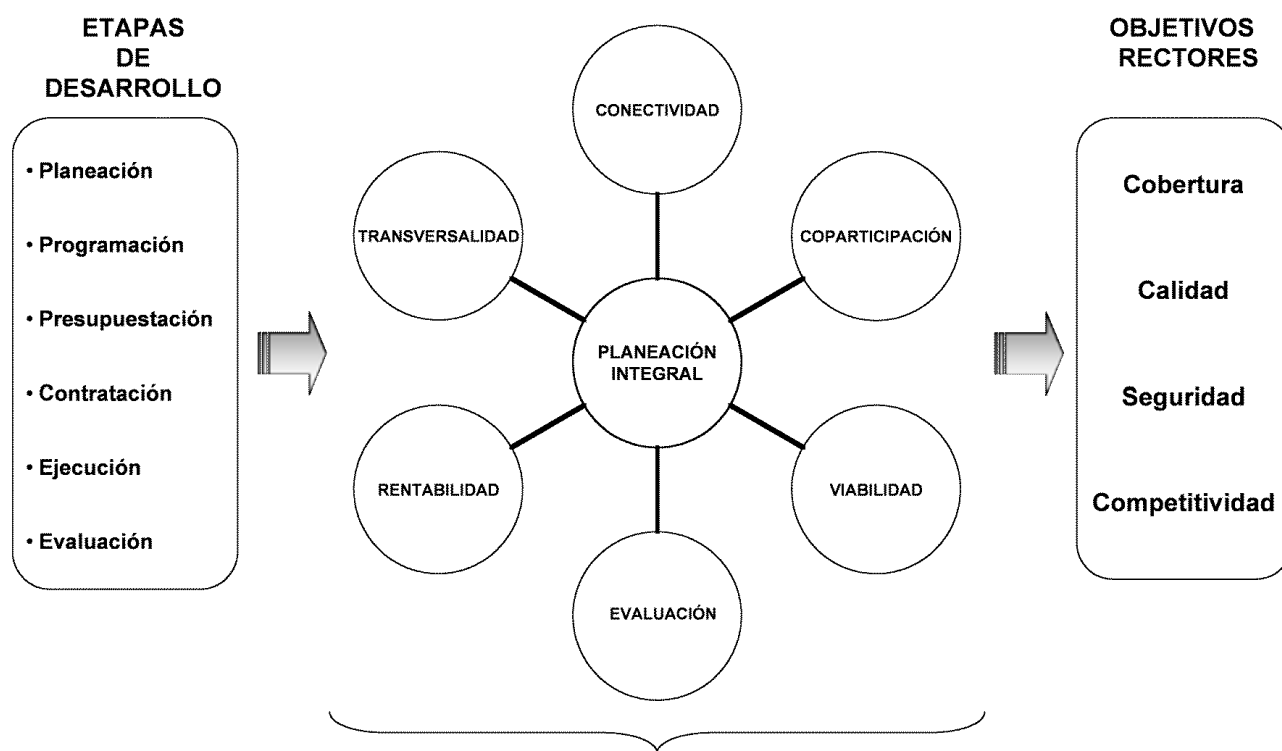 ETAPAS
DE
DESARROLLO
• Planeación
• Programación
• Presupuestación
• Contratación
• Ejecución
• Evaluación
CONECTIVIDAD
TRANSVERSALIDAD
COPARTICIPACIÓN
PLANEACIÓN
INTEGRAL
RENTABILIDAD
VIABILIDAD
EVALUACIÓN
OBJETIVOS
RECTORES
Cobertura
Calidad
Seguridad
Competitividad